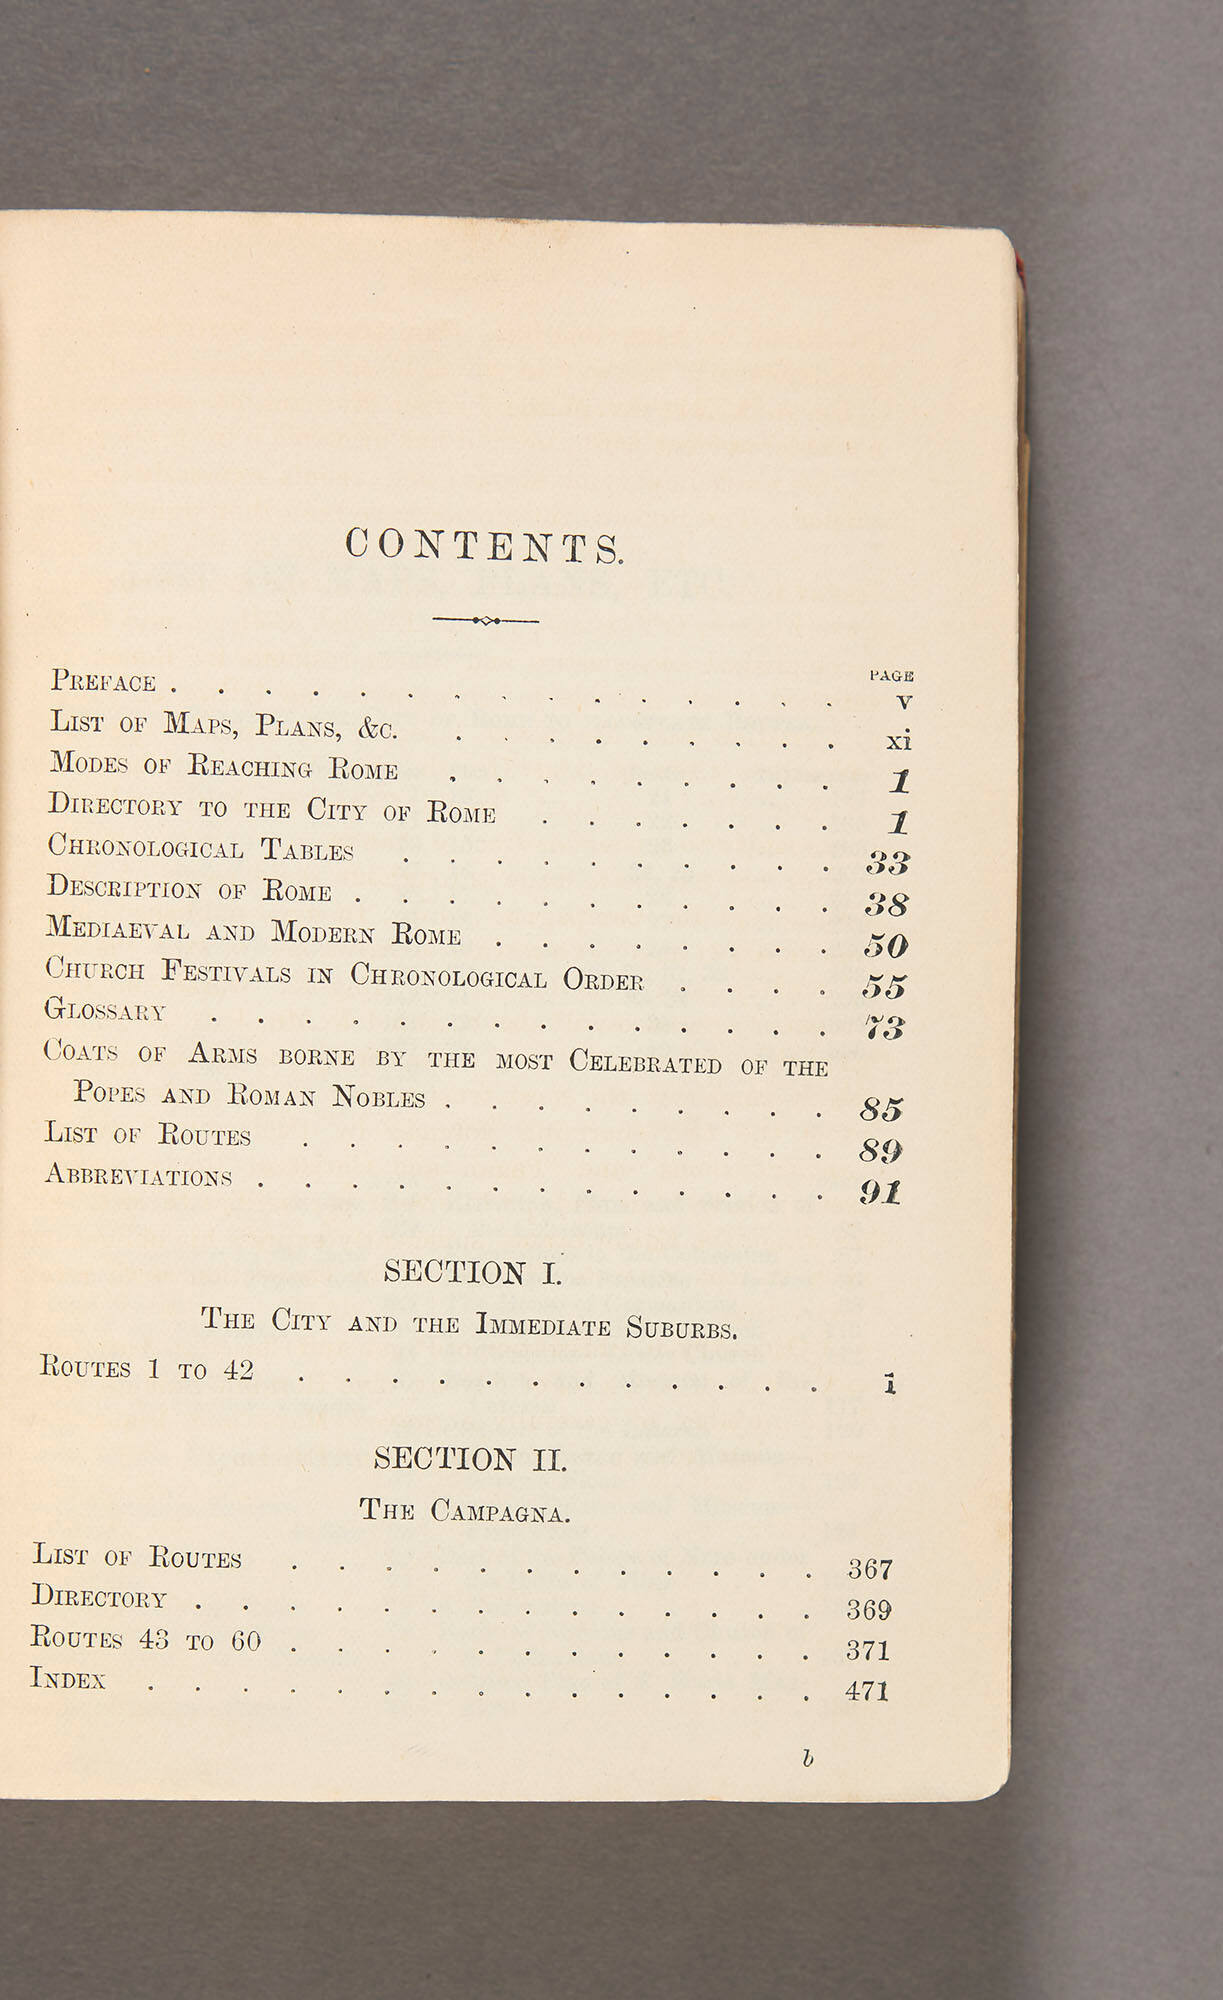 CONTENTS.
PAGE
PREFACE . . . . . . . . . . . . . . . v
LIST OF MAPS, PLANS, &C. . . . . . . . . . xi
MODES OF REACHING ROME . . . . . . . . . 1
DIRECTORY TO THE CITY OF ROME . . . . . . . 1
CHRONOLOGICAL TABLES . . . . . . . . . . 33
DESCRIPTION OF ROME . . . . . . . . . . . 38
MEDIAEVAL AND MODERN ROME . . . . . . . . 50
CHURCH FESTIVALS IN CHRONOLOGICAL ORDER . . . . 55
GLOSSARY . . . . . . . . . . . . . . 73
COATS OF ARMS BORNE BY THE MOST CELEBRATED OF THE
POPES AND ROMAN NOBLES . . . . . . . . . 85
LIST OF ROUTES . . . . . . . . . . . . 89
ABBREVIATIONS . . . . . . . . . . . . . 91
SECTION I.
THE CITY AND THE IMMEDIATE SUBURBS.
ROUTES 1 TO 42 . . . . . . . . . . . . 1
SECTION II.
THE CAMPAGNA.
LIST OF ROUTES . . . . . . . . . . . . 367
DIRECTORY . . . . . . . . . . . . . . 369
ROUTES 43 TO 60 . . . . . . . . . . . . 371
INDEX . . . . . . . . . . . . . . . 471
b